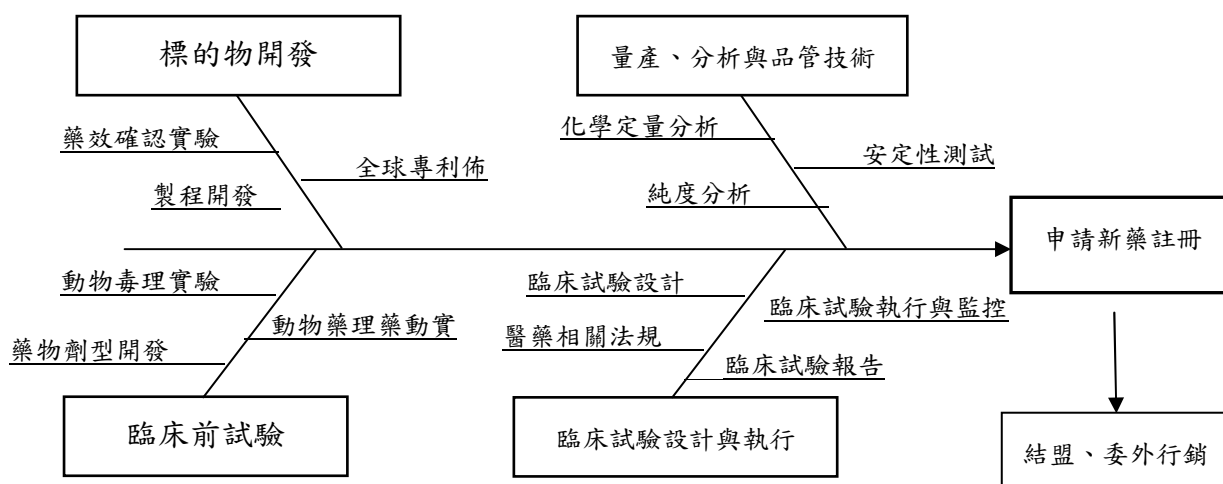 標的物開發
量產、分析與品管技術
化學定量分析
藥效確認實驗
安定性測試
全球專利佈
製程開發
純度分析
申請新藥註冊
動物毒理實驗
臨床試驗設計
臨床試驗執行與監控
動物藥理藥動實
醫藥相關法規
藥物劑型開發
臨床試驗報告
臨床前試驗
臨床試驗設計與執行
結盟、委外行銷